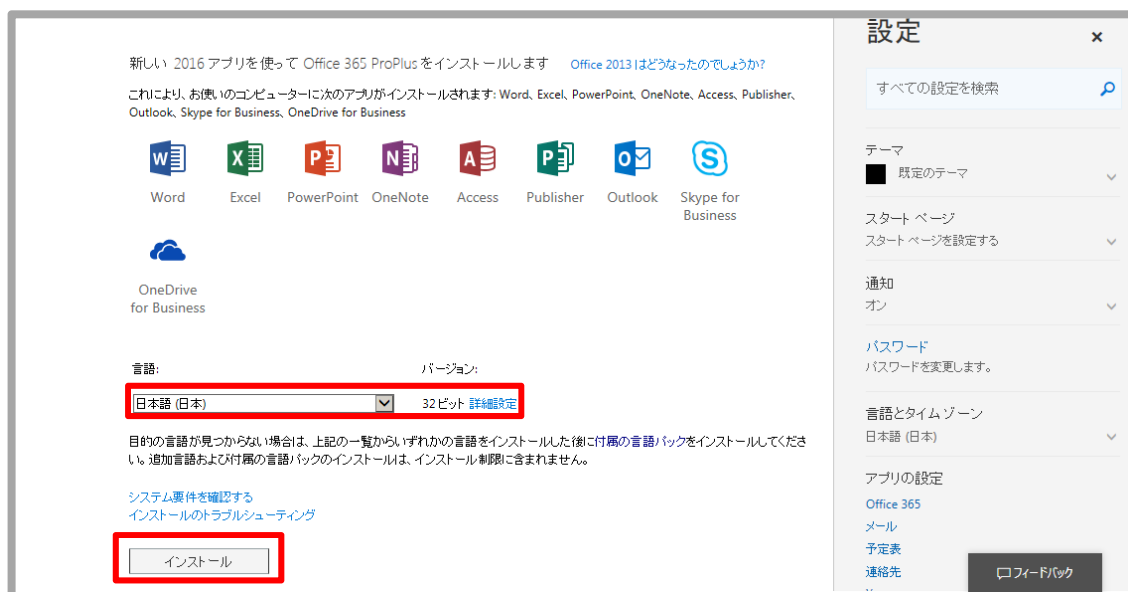 新しい 2016 アプリを使って Office 365 ProPlus をインストールします Office 2013 はどうなったのでしょうか?
これにより、お使いのコンピューターに次のアプリがインストールされます: Word、Excel、PowerPoint、OneNote、Access、Publisher、
Outlook、Skype for Business、OneDrive for Business
Word Excel PowerPoint OneNote Access Publisher Outlook Skype for
Business
OneDrive
for Business
言語: バージョン:
日本語 (日本) 32 ビット 詳細設定
目的の言語が見つからない場合は、上記の一覧からいずれかの言語をインストールした後に付属の言語パックをインストールしてくださ
い。追加言語および付属の言語パックのインストールは、インストール制限に含まれません。
システム要件を確認する
インストールのトラブルシューティング
インストール
設定
×
すべての設定を検索
テーマ
既定のテーマ
スタート ページ
スタート ページを設定する
通知
オン
パスワード
パスワードを変更します。
言語とタイム ゾーン
日本語 (日本)
アプリの設定
Office 365
メール
予定表
連絡先
フィードバック